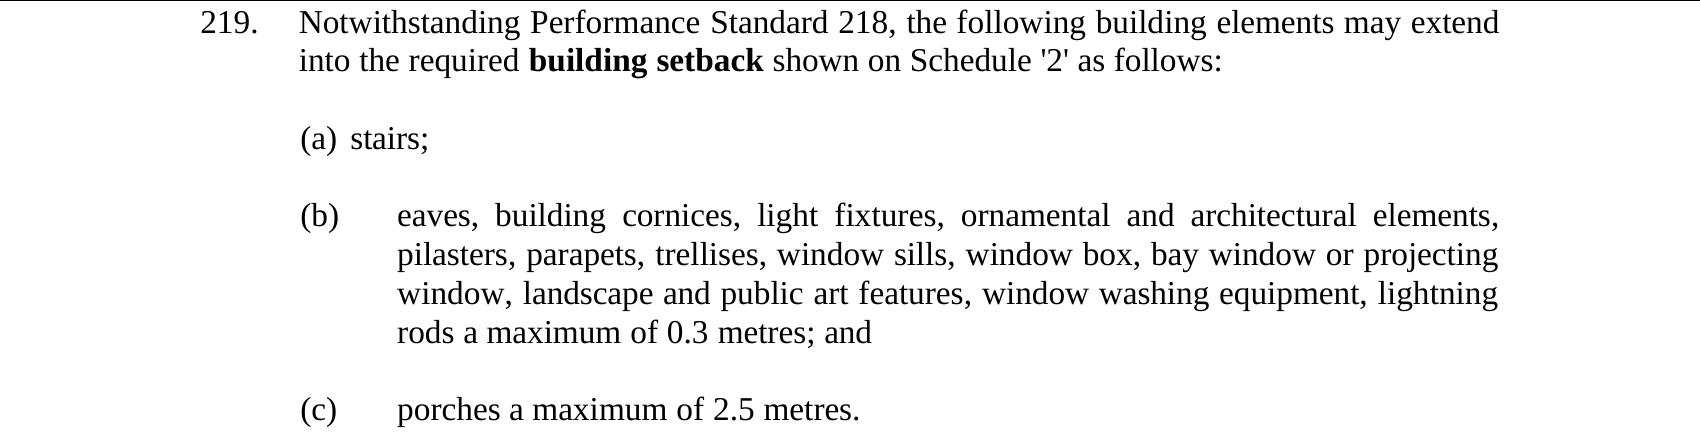 219. Notwithstanding Performance Standard 218, the following building elements may extend
into the required building setback shown on Schedule '2' as follows:
(a) stairs;
(b) eaves, building cornices, light fixtures, ornamental and architectural elements,
pilasters, parapets, trellises, window sills, window box, bay window or projecting
window, landscape and public art features, window washing equipment, lightning
rods a maximum of 0.3 metres; and
(c) porches a maximum of 2.5 metres.